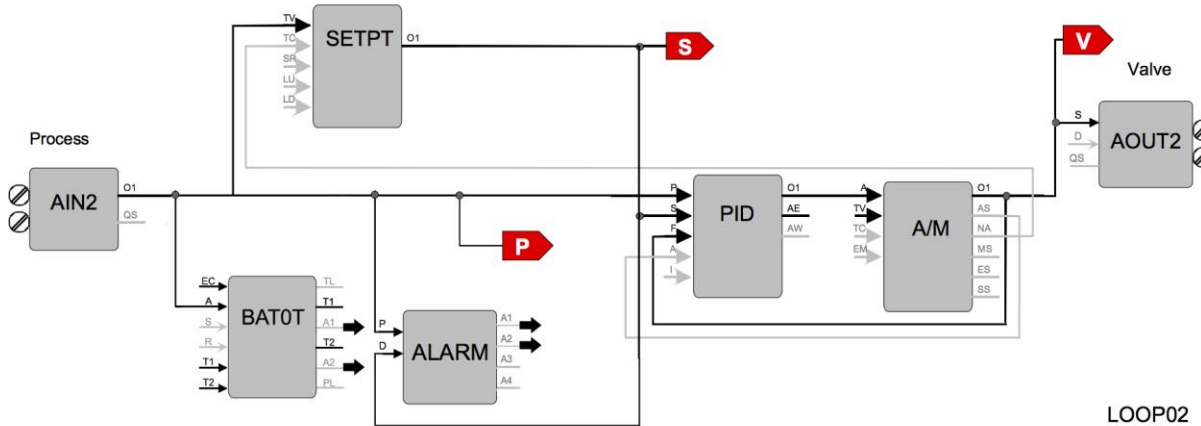 TV
TC
SR
LU
LD
SETPT
O1
S
V
Valve
S
D
QS
AOUT2
Process
AIN2
O1
QS
P
P
S
F
A
I
PID
O1
AE
AW
A
TV
TC
EM
A/M
O1
AS
NA
MS
ES
SS
EC
A
S
R
T1
T2
BAT0T
TL
T1
A1
T2
A2
PL
P
D
ALARM
A1
A2
A3
A4
LOOP02